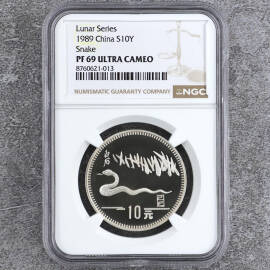 Lunar Series
1989 China S10Y
Snake
PF 69 ULTRA CAMEO
8760621-013
NUMISMATIC GUARANTY COMPANY
NGC
10元